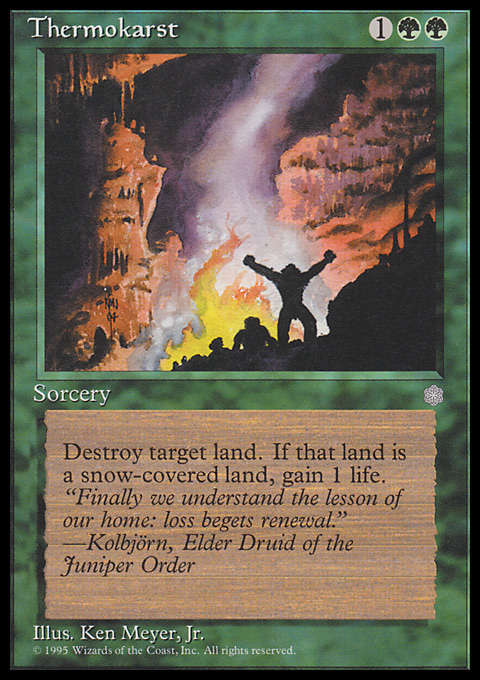 Thermokarst 1
Sorcery
Destroy target land. If that land is
a snow-covered land, gain 1 life.
“Finally we understand the lesson of
our home: loss begets renewal.”
—Kolbjörn, Elder Druid of the
Juniper Order
Illus. Ken Meyer, Jr.
© 1995 Wizards of the Coast, Inc. All rights reserved.